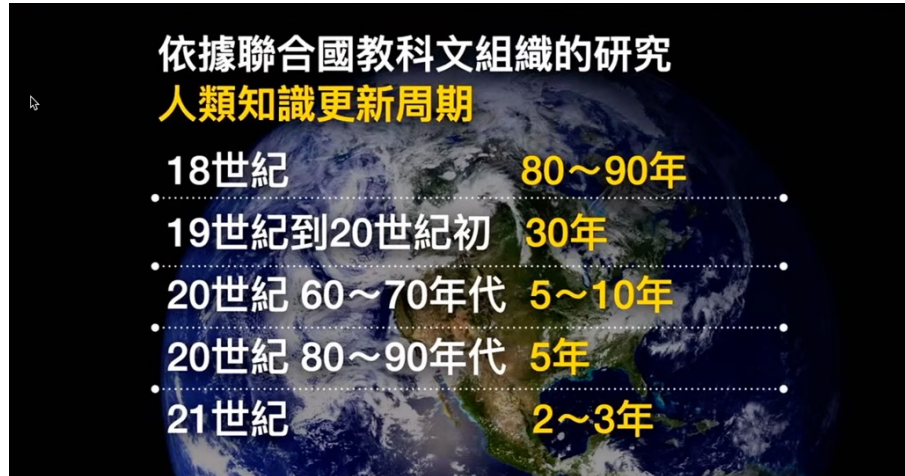 依據聯合國教科文組織的研究
人類知識更新周期
18世紀 80～90年
19世紀到20世紀初 30年
20世紀 60～70年代 5～10年
20世紀 80～90年代 5年
21世紀 2～3年